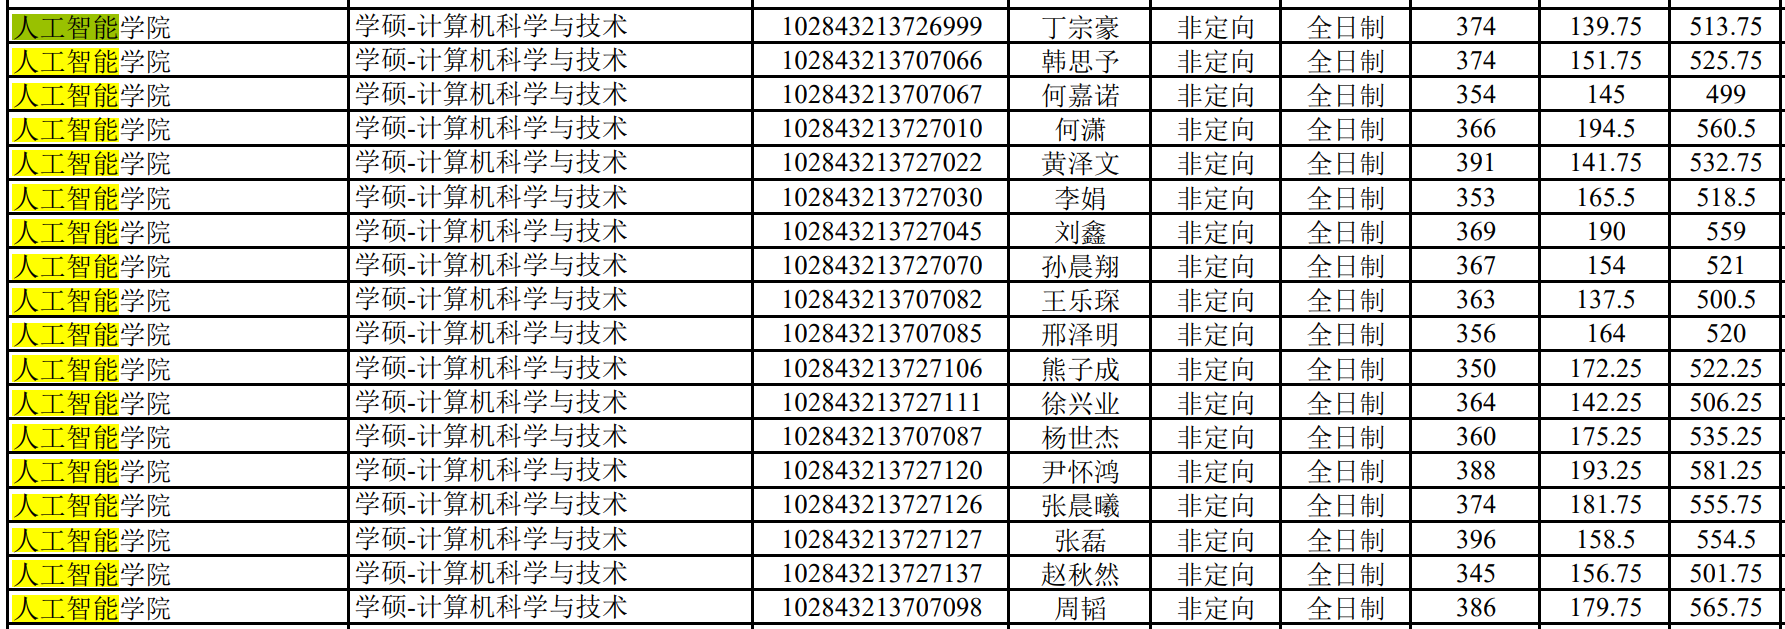 人工智能学院 学硕-计算机科学与技术 102843213726999 丁宗豪 非定向 全日制 374 139.75 513.75
人工智能学院 学硕-计算机科学与技术 102843213707066 韩思予 非定向 全日制 374 151.75 525.75
人工智能学院 学硕-计算机科学与技术 102843213707067 何嘉诺 非定向 全日制 354 145 499
人工智能学院 学硕-计算机科学与技术 102843213727010 何潇 非定向 全日制 366 194.5 560.5
人工智能学院 学硕-计算机科学与技术 102843213727022 黄泽文 非定向 全日制 391 141.75 532.75
人工智能学院 学硕-计算机科学与技术 102843213727030 李娟 非定向 全日制 353 165.5 518.5
人工智能学院 学硕-计算机科学与技术 102843213727045 刘鑫 非定向 全日制 369 190 559
人工智能学院 学硕-计算机科学与技术 102843213727070 孙晨翔 非定向 全日制 367 154 521
人工智能学院 学硕-计算机科学与技术 102843213707082 王乐琛 非定向 全日制 363 137.5 500.5
人工智能学院 学硕-计算机科学与技术 102843213707085 邢泽明 非定向 全日制 356 164 520
人工智能学院 学硕-计算机科学与技术 102843213727106 熊子成 非定向 全日制 350 172.25 522.25
人工智能学院 学硕-计算机科学与技术 102843213727111 徐兴业 非定向 全日制 364 142.25 506.25
人工智能学院 学硕-计算机科学与技术 102843213707087 杨世杰 非定向 全日制 360 175.25 535.25
人工智能学院 学硕-计算机科学与技术 102843213727120 尹怀鸿 非定向 全日制 388 193.25 581.25
人工智能学院 学硕-计算机科学与技术 102843213727126 张晨曦 非定向 全日制 374 181.75 555.75
人工智能学院 学硕-计算机科学与技术 102843213727127 张磊 非定向 全日制 396 158.5 554.5
人工智能学院 学硕-计算机科学与技术 102843213727137 赵秋然 非定向 全日制 345 156.75 501.75
人工智能学院 学硕-计算机科学与技术 102843213707098 周韬 非定向 全日制 386 179.75 565.75